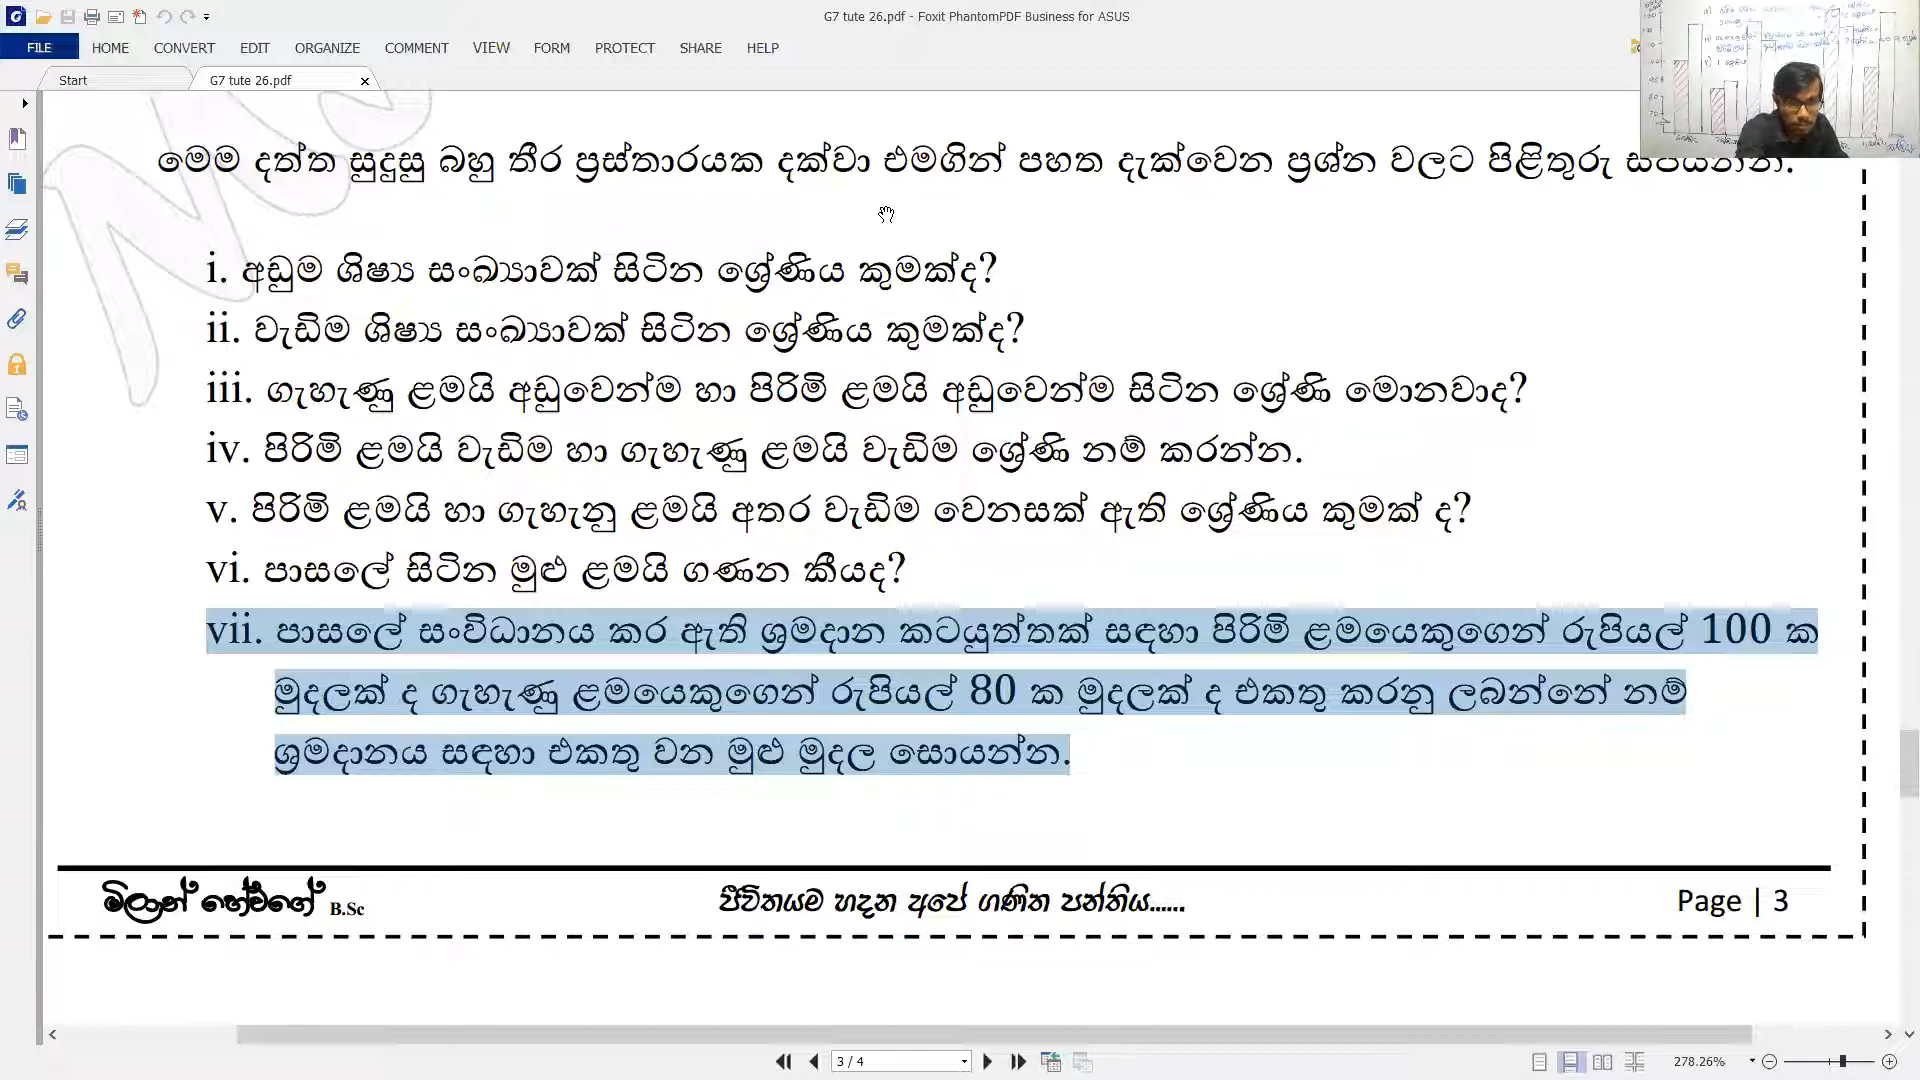 G7 tute 26.pdf - Foxit PhantomPDF Business for ASUS
FILE HOME CONVERT EDIT ORGANIZE COMMENT VIEW FORM PROTECT SHARE HELP
Start G7 tute 26.pdf
මෙම දත්ත සුදුසු බහු තීර ප්‍රස්තාරයක දක්වා එමගින් පහත දැක්වෙන ප්‍රශ්න වලට පිළිතුරු සපයන්න.
i. අඩුම ශිෂ්‍ය සංඛ්‍යාවක් සිටින ශ්‍රේණිය කුමක්ද?
ii. වැඩිම ශිෂ්‍ය සංඛ්‍යාවක් සිටින ශ්‍රේණිය කුමක්ද?
iii. ගැහැණු ළමයි අඩුවෙන්ම හා පිරිමි ළමයි අඩුවෙන්ම සිටින ශ්‍රේණි මොනවාද?
iv. පිරිමි ළමයි වැඩිම හා ගැහැණු ළමයි වැඩිම ශ්‍රේණි නම් කරන්න.
v. පිරිමි ළමයි හා ගැහැනු ළමයි අතර වැඩිම වෙනසක් ඇති ශ්‍රේණිය කුමක් ද?
vi. පාසලේ සිටින මුළු ළමයි ගණන කීයද?
vii. පාසලේ සංවිධානය කර ඇති ශ්‍රමදාන කටයුත්තක් සඳහා පිරිමි ළමයෙකුගෙන් රුපියල් 100 ක
මුදලක් ද ගැහැණු ළමයෙකුගෙන් රුපියල් 80 ක මුදලක් ද එකතු කරනු ලබන්නේ නම්
ශ්‍රමදානය සඳහා එකතු වන මුළු මුදල සොයන්න.
මිලාන් හේවගේ B.Sc ජීවිතයම හදන අපේ ගණිත පන්තිය...... Page | 3
3 / 4 278.26%